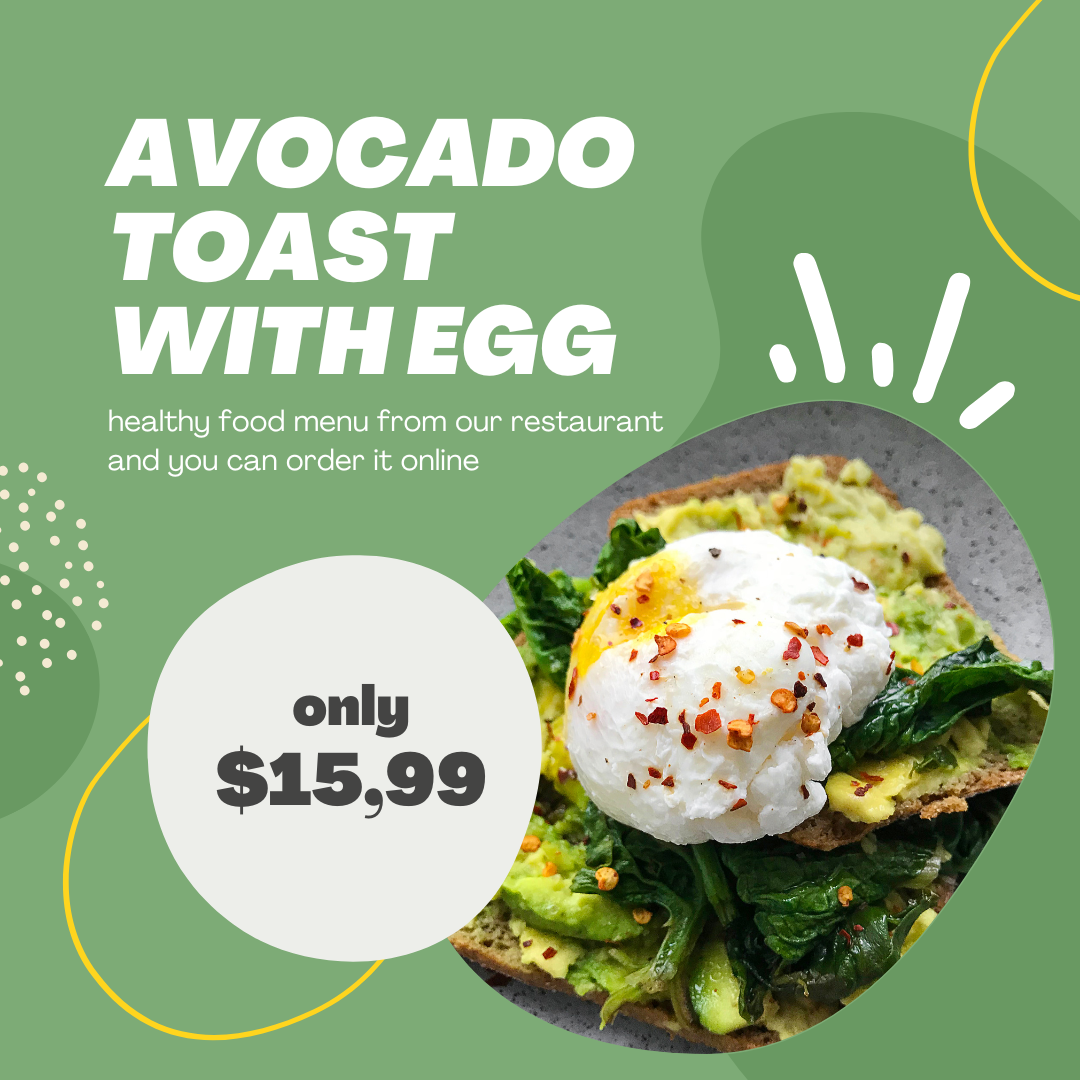 AVOCADO
TOAST
WITH EGG
healthy food menu from our restaurant
and you can order it online
only
$15,99